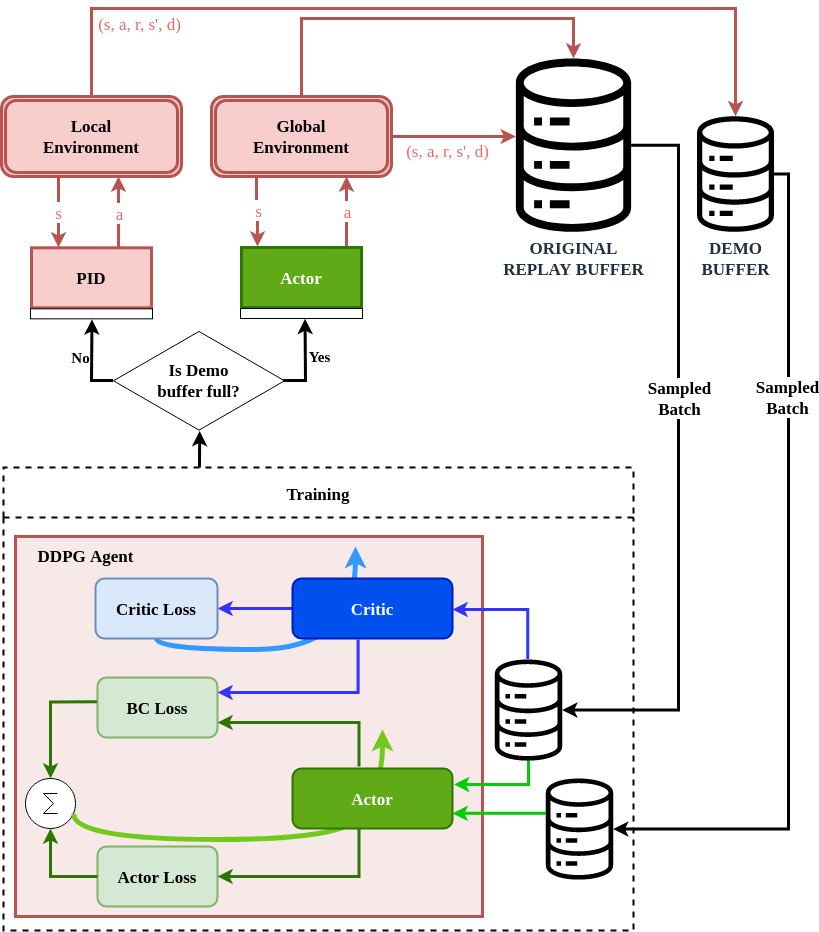 (s, a, r, s', d)
Local
Environment
Global
Environment
(s, a, r, s', d)
s
a
s
a
PID
Actor
ORIGINAL
REPLAY BUFFER
DEMO
BUFFER
No
Is Demo
buffer full?
Yes
Sampled
Batch
Sampled
Batch
Training
DDPG Agent
Critic Loss
Critic
BC Loss
Actor
∑
Actor Loss